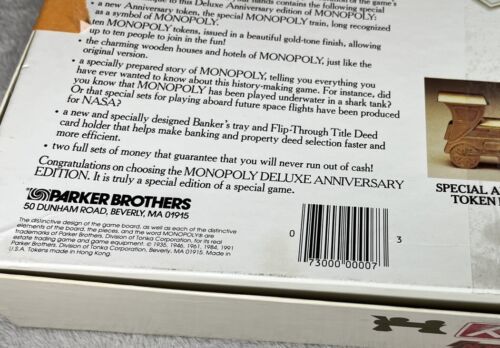 to this Deluxe Anniversary edition of MONOPOLY:
• a new Anniversary token, the special MONOPOLY train, long recognized
as a symbol of MONOPOLY.
ten MONOPOLY tokens, issued in a beautiful gold-tone finish, allowing
up to ten people to join in the fun!
• the charming wooden houses and hotels of MONOPOLY, just like the
original version.
• a specially prepared story of MONOPOLY, telling you everything you
have ever wanted to know about this history-making game. For instance, did
you know that MONOPOLY has been played underwater in a shark tank?
Or that special sets for playing aboard future space flights have been produced
for NASA?
• a new and specially designed Banker's tray and Flip-Through Title Deed
card holder that helps make banking and property deed selection faster and
more efficient.
• two full sets of money that guarantee that you will never run out of cash!
Congratulations on choosing the MONOPOLY DELUXE ANNIVERSARY
EDITION. It is truly a special edition of a special game.
SPECIAL A
TOKEN
PARKER BROTHERS
50 DUNHAM ROAD, BEVERLY, MA 01915
The distinctive design of the game board, as well as each of the distinctive
elements of the board, the pieces, and the word MONOPOLY® are
trademarks of Parker Brothers, Division of Tonka Corporation, for its real
estate trading game and game equipment. © 1935, 1946, 1961, 1984, 1991
Parker Brothers, Division of Tonka Corporation, Beverly, MA 01915. Made in
U.S.A. Tokens made in Hong Kong.
0 73000 00007 3